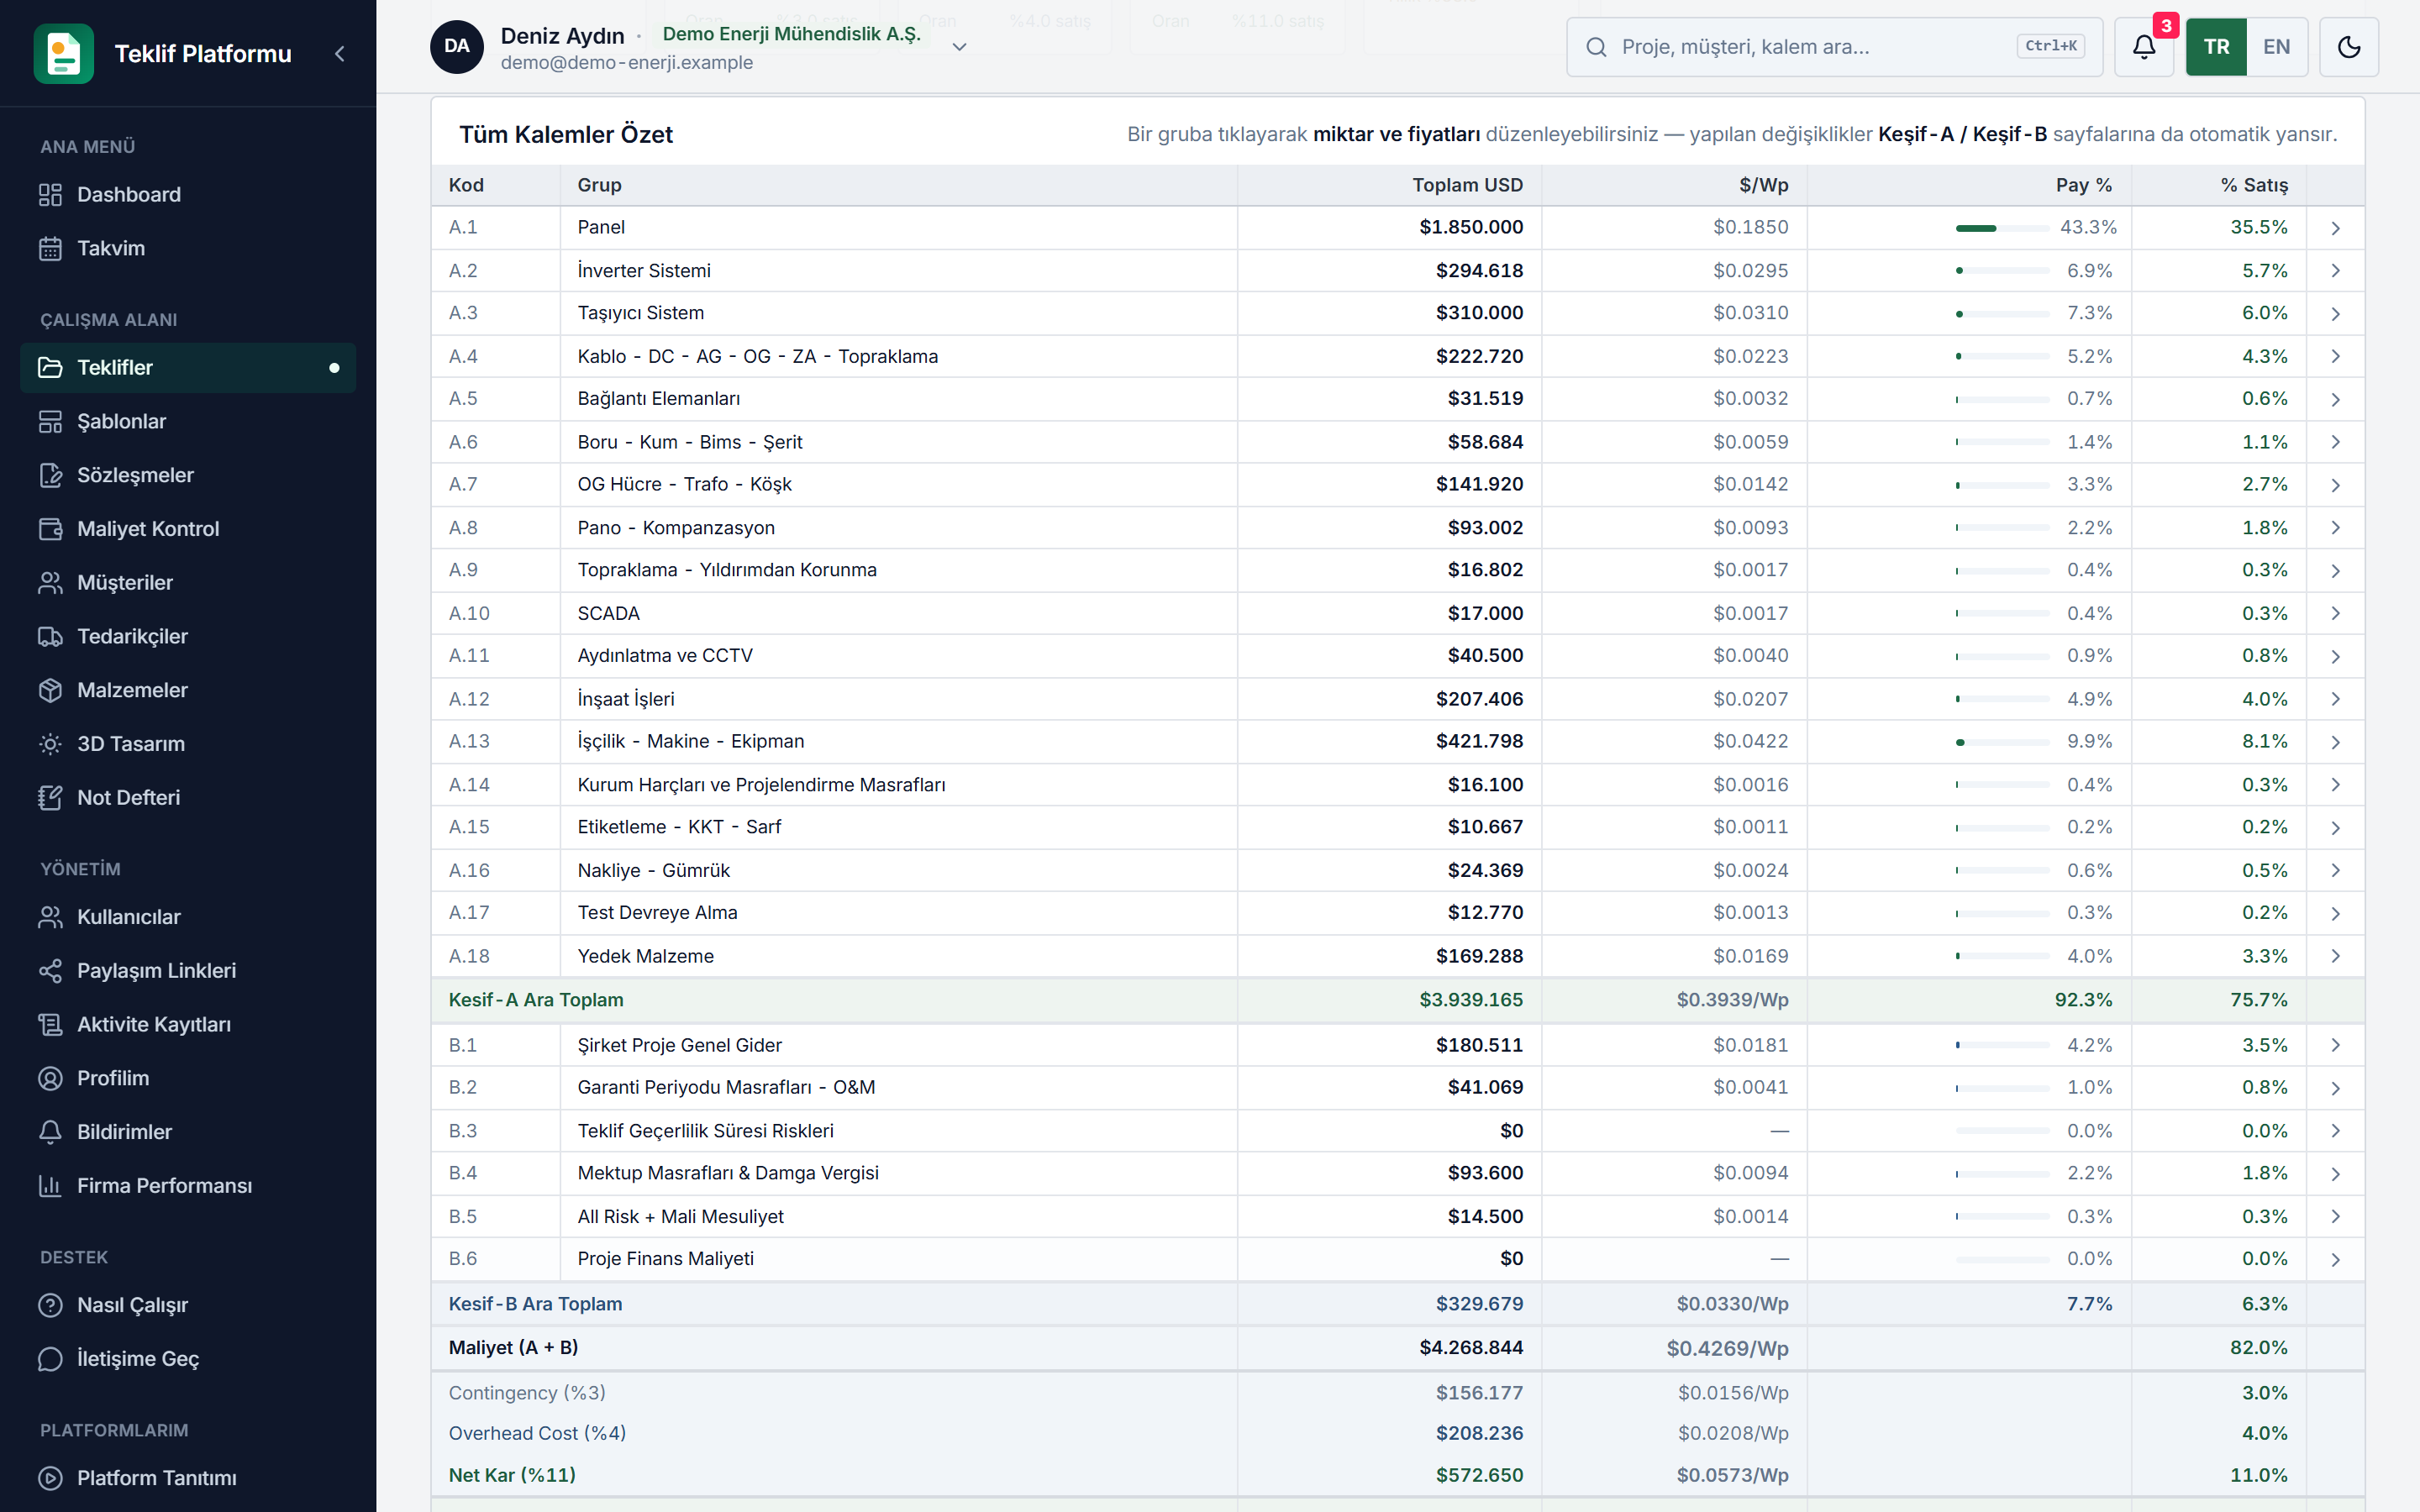 Teklif Platformu
ANA MENÜ
Dashboard
Takvim
ÇALIŞMA ALANI
Teklifler
Şablonlar
Sözleşmeler
Maliyet Kontrol
Müşteriler
Tedarikçiler
Malzemeler
3D Tasarım
Not Defteri
YÖNETİM
Kullanıcılar
Paylaşım Linkleri
Aktivite Kayıtları
Profilim
Bildirimler
Firma Performansı
DESTEK
Nasıl Çalışır
İletişime Geç
PLATFORMLARIM
Platform Tanıtımı
Oran %3.0 satış Oran %4.0 satış Oran %11.0 satış
DA Deniz Aydın · Demo Enerji Mühendislik A.Ş.
demo@demo-enerji.example
Proje, müşteri, kalem ara... Ctrl+K 3 TR EN
Tüm Kalemler Özet Bir gruba tıklayarak miktar ve fiyatları düzenleyebilirsiniz — yapılan değişiklikler Keşif-A / Keşif-B sayfalarına da otomatik yansır.
Kod Grup Toplam USD $/Wp Pay % % Satış
A.1 Panel $1.850.000 $0.1850 43.3% 35.5%
A.2 İnverter Sistemi $294.618 $0.0295 6.9% 5.7%
A.3 Taşıyıcı Sistem $310.000 $0.0310 7.3% 6.0%
A.4 Kablo - DC - AG - OG - ZA - Topraklama $222.720 $0.0223 5.2% 4.3%
A.5 Bağlantı Elemanları $31.519 $0.0032 0.7% 0.6%
A.6 Boru - Kum - Bims - Şerit $58.684 $0.0059 1.4% 1.1%
A.7 OG Hücre - Trafo - Köşk $141.920 $0.0142 3.3% 2.7%
A.8 Pano - Kompanzasyon $93.002 $0.0093 2.2% 1.8%
A.9 Topraklama - Yıldırımdan Korunma $16.802 $0.0017 0.4% 0.3%
A.10 SCADA $17.000 $0.0017 0.4% 0.3%
A.11 Aydınlatma ve CCTV $40.500 $0.0040 0.9% 0.8%
A.12 İnşaat İşleri $207.406 $0.0207 4.9% 4.0%
A.13 İşçilik - Makine - Ekipman $421.798 $0.0422 9.9% 8.1%
A.14 Kurum Harçları ve Projelendirme Masrafları $16.100 $0.0016 0.4% 0.3%
A.15 Etiketleme - KKT - Sarf $10.667 $0.0011 0.2% 0.2%
A.16 Nakliye - Gümrük $24.369 $0.0024 0.6% 0.5%
A.17 Test Devreye Alma $12.770 $0.0013 0.3% 0.2%
A.18 Yedek Malzeme $169.288 $0.0169 4.0% 3.3%
Kesif-A Ara Toplam $3.939.165 $0.3939/Wp 92.3% 75.7%
B.1 Şirket Proje Genel Gider $180.511 $0.0181 4.2% 3.5%
B.2 Garanti Periyodu Masrafları - O&M $41.069 $0.0041 1.0% 0.8%
B.3 Teklif Geçerlilik Süresi Riskleri $0 — 0.0% 0.0%
B.4 Mektup Masrafları & Damga Vergisi $93.600 $0.0094 2.2% 1.8%
B.5 All Risk + Mali Mesuliyet $14.500 $0.0014 0.3% 0.3%
B.6 Proje Finans Maliyeti $0 — 0.0% 0.0%
Kesif-B Ara Toplam $329.679 $0.0330/Wp 7.7% 6.3%
Maliyet (A + B) $4.268.844 $0.4269/Wp 82.0%
Contingency (%3) $156.177 $0.0156/Wp 3.0%
Overhead Cost (%4) $208.236 $0.0208/Wp 4.0%
Net Kar (%11) $572.650 $0.0573/Wp 11.0%